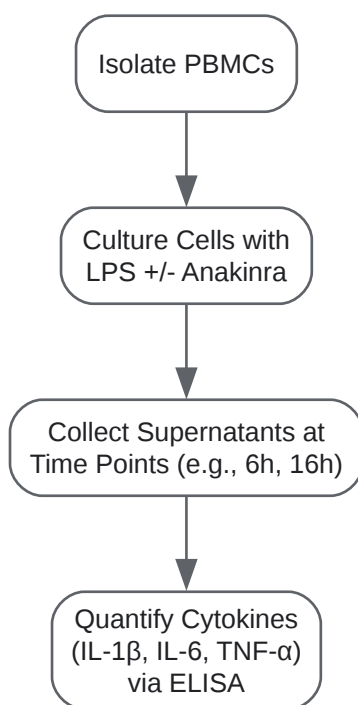 Isolate PBMCs
Culture Cells with
LPS +/- Anakinra
Collect Supernatants at
Time Points (e.g., 6h, 16h)
Quantify Cytokines
(IL-1β, IL-6, TNF-α)
via ELISA